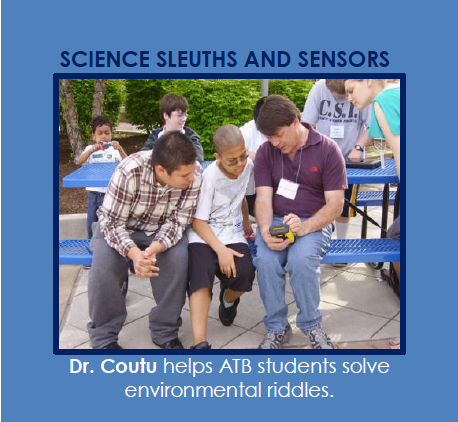 SCIENCE SLEUTHS AND SENSORS
C.S.I.
Dr. Coutu helps ATB students solve
environmental riddles.